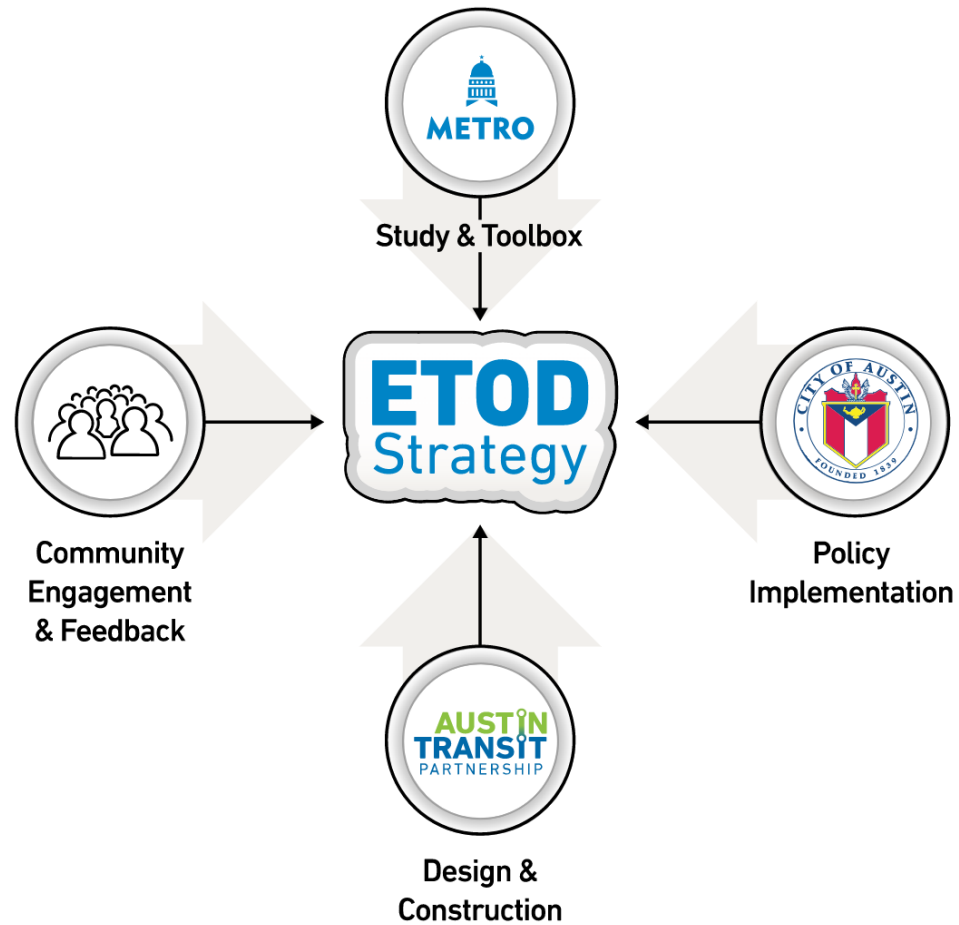 METRO
Study & Toolbox
ETOD
Strategy
CITY OF AUSTIN
FOUNDED 1839
Community
Engagement
& Feedback
Policy
Implementation
AUSTIN
TRANSIT
PARTNERSHIP
Design &
Construction